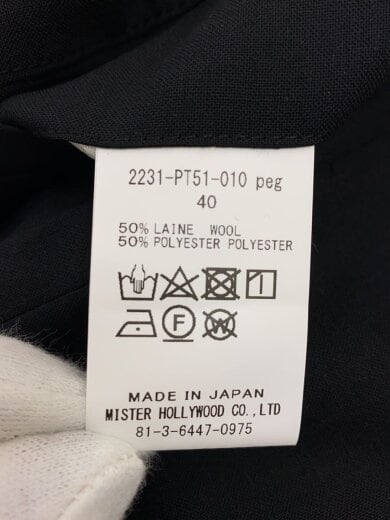 2231-PT51-010 peg
40
50% LAINE WOOL
50% POLYESTER POLYESTER
F W
MADE IN JAPAN
MISTER HOLLYWOOD CO., LTD
81-3-6447-0975